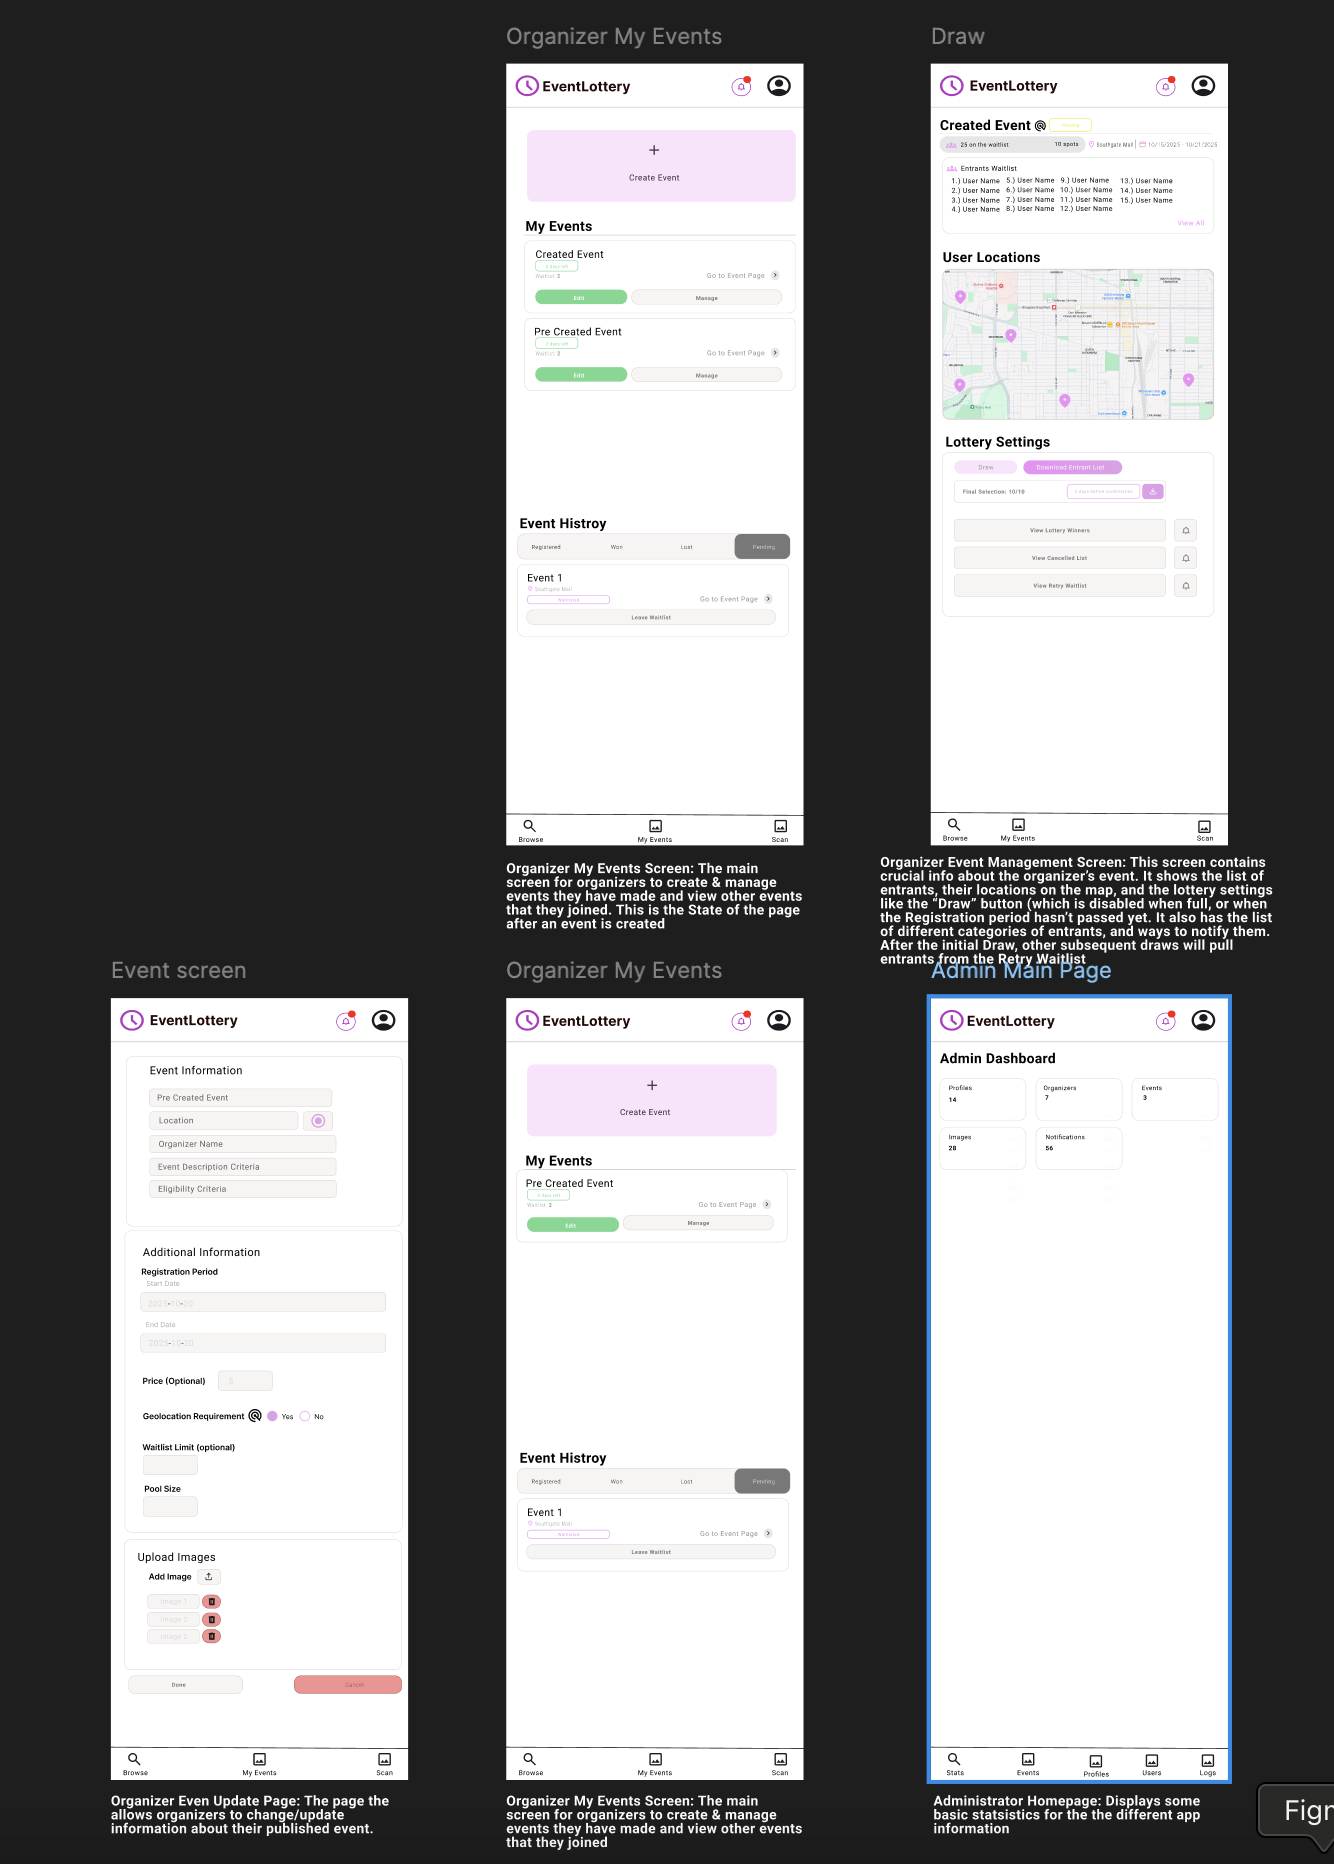 Organizer My Events
EventLottery
+
Create Event
My Events
Created Event
2 days left
Waitlist: 2
Go to Event Page
Edit
Manage
Pre Created Event
2 days left
Waitlist: 2
Go to Event Page
Edit
Manage
Event Histroy
Registered
Won
Lost
Pending
Event 1
Southgate Mall
Waitlisted
Go to Event Page
Leave Waitlist
Browse
My Events
Scan
Organizer My Events Screen: The main
screen for organizers to create & manage
events they have made and view other events
that they joined. This is the State of the page
after an event is created
Draw
EventLottery
Created Event
25 on the waitlist
10 spots
Southgate Mall
10/15/2025 - 10/21/2025
Entrants Waitlist
1.) User Name 5.) User Name 9.) User Name 13.) User Name
2.) User Name 6.) User Name 10.) User Name 14.) User Name
3.) User Name 7.) User Name 11.) User Name 15.) User Name
4.) User Name 8.) User Name 12.) User Name
View All
User Locations
Lottery Settings
Draw
Download Entrant List
Final Selection: 10/10
View Lottery Winners
View Cancelled List
View Retry Waitlist
Browse
My Events
Scan
Organizer Event Management Screen: This screen contains
crucial info about the organizer's event. It shows the list of
entrants, their locations on the map, and the lottery settings
like the “Draw” button (which is disabled when full, or when
the Registration period hasn't passed yet. It also has the list
of different categories of entrants, and ways to notify them.
After the initial Draw, other subsequent draws will pull
entrants from the Retry Waitlist
Event screen
EventLottery
Event Information
Pre Created Event
Location
Organizer Name
Event Description Criteria
Eligibility Criteria
Additional Information
Registration Period
Start Date
2025-10-20
End Date
2025-10-20
Price (Optional)
$
Geolocation Requirement
Yes
No
Waitlist Limit (optional)
Pool Size
Upload Images
Add Image
Image 1
Image 2
Image 2
Done
Cancel
Browse
My Events
Scan
Organizer Even Update Page: The page the
allows organizers to change/update
information about their published event.
Organizer My Events
EventLottery
+
Create Event
My Events
Pre Created Event
2 days left
Waitlist: 2
Go to Event Page
Edit
Manage
Event Histroy
Registered
Won
Lost
Pending
Event 1
Southgate Mall
Waitlisted
Go to Event Page
Leave Waitlist
Browse
My Events
Scan
Organizer My Events Screen: The main
screen for organizers to create & manage
events they have made and view other events
that they joined
Admin Main Page
EventLottery
Admin Dashboard
Profiles
14
Organizers
7
Events
3
Images
28
Notifications
56
Stats
Events
Profiles
Users
Logs
Administrator Homepage: Displays some
basic statsistics for the the different app
information